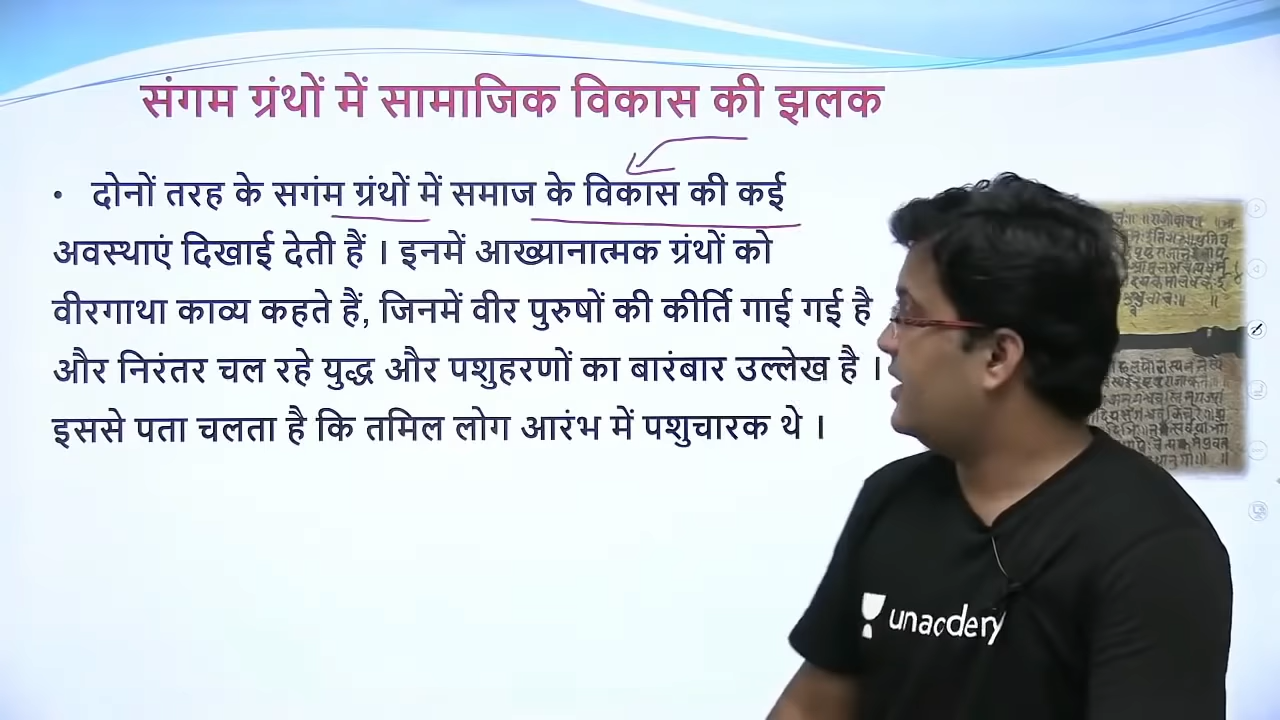 संगम ग्रंथों में सामाजिक विकास की झलक
• दोनों तरह के सगंम ग्रंथों में समाज के विकास की कई
अवस्थाएं दिखाई देती हैं । इनमें आख्यानात्मक ग्रंथों को
वीरगाथा काव्य कहते हैं, जिनमें वीर पुरुषों की कीर्ति गाई गई है
और निरंतर चल रहे युद्ध और पशुहरणों का बारंबार उल्लेख है ।
इससे पता चलता है कि तमिल लोग आरंभ में पशुचारक थे ।
unacademy